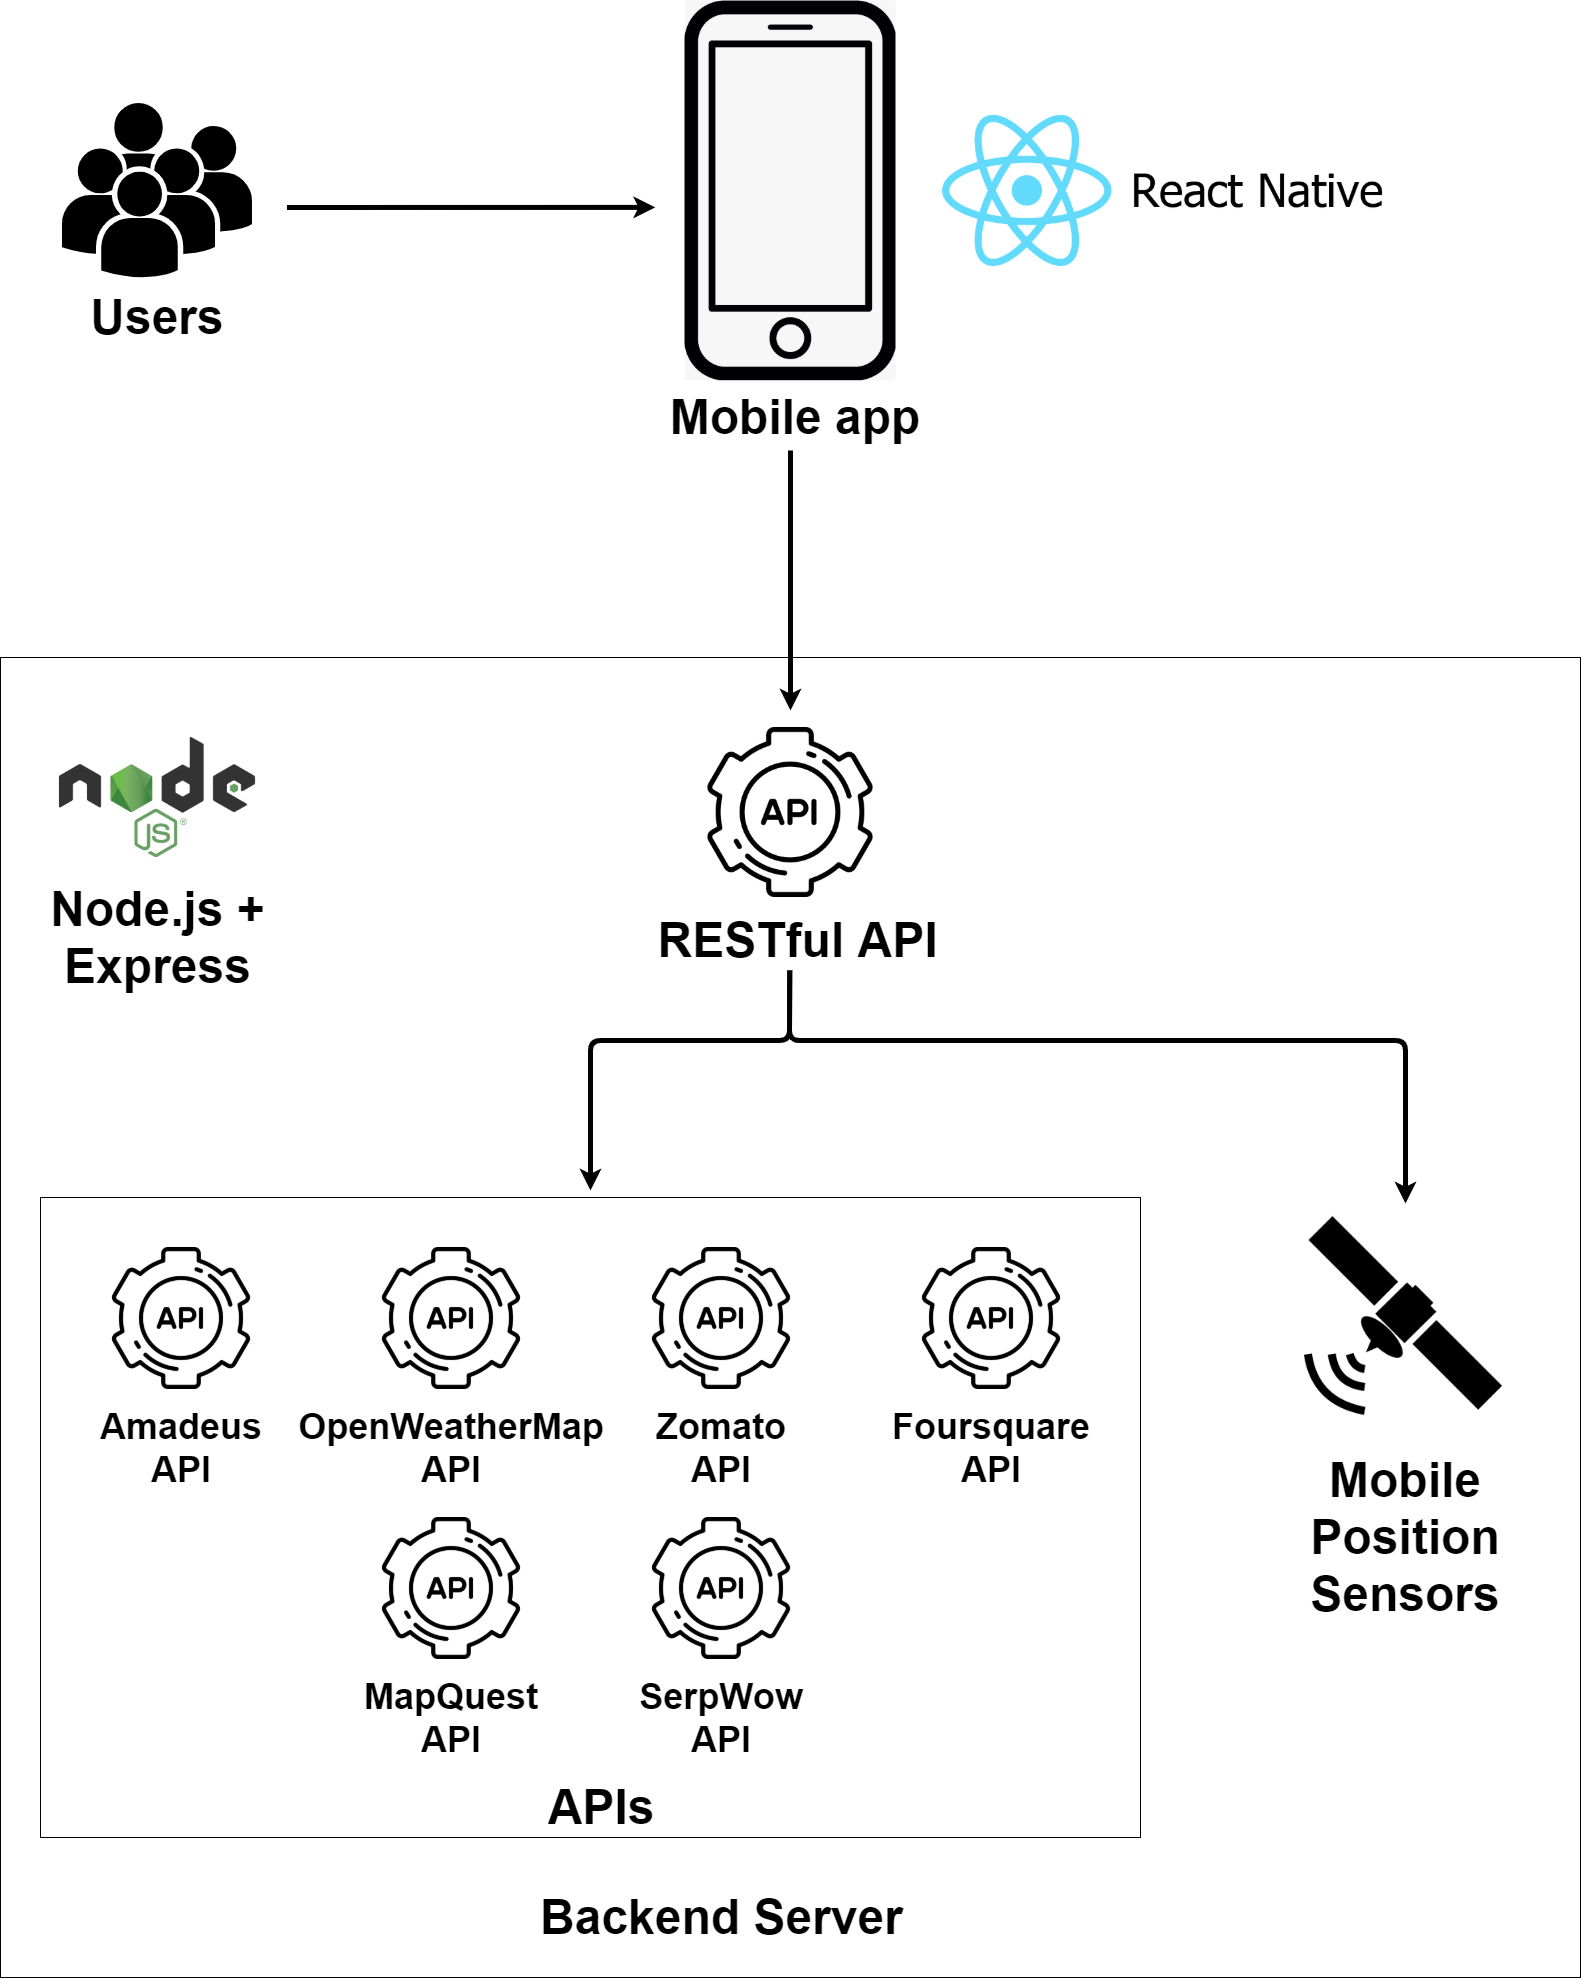 Users
React Native
Mobile app
node
JS®
Node.js +
Express
API
RESTful API
API
API
API
API
Amadeus
API
OpenWeatherMap
API
Zomato
API
Foursquare
API
API
API
MapQuest
API
SerpWow
API
APIs
Mobile
Position
Sensors
Backend Server